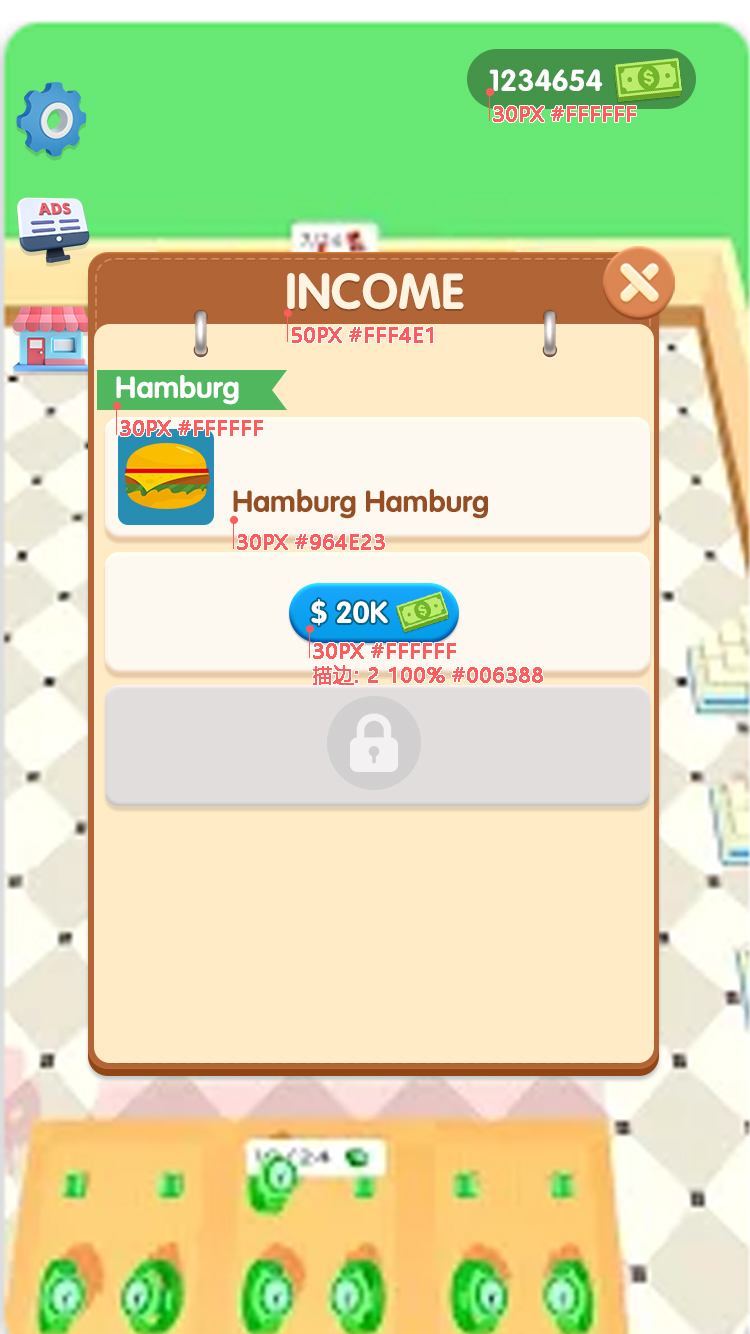 1234654
30PX #FFFFFF
ADS
INCOME
50PX #FFF4E1
Hamburg
30PX #FFFFFF
Hamburg Hamburg
30PX #964E23
$ 20K
30PX #FFFFFF
描边: 2 100% #006388